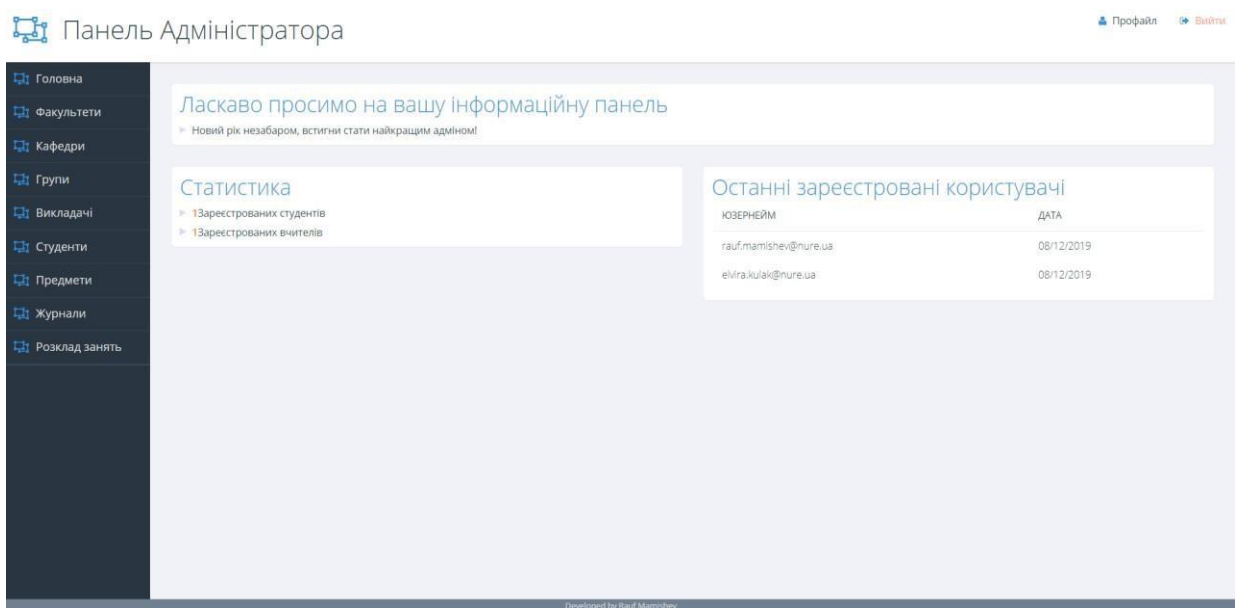 Панель Адміністратора
Профайл Вийти
Головна
Факультети
Кафедри
Групи
Викладачі
Студенти
Предмети
Журнали
Розклад занять
Ласкаво просимо на вашу інформаційну панель
Новий рік незабаром, встигни стати найкращим адміном!
Статистика
1Зареєстрованих студентів
1Зареєстрованих вчителів
Останні зареєстровані користувачі
ЮЗЕРНЕЙМ ДАТА
rauf.mamishev@nure.ua 08/12/2019
elvira.kulak@nure.ua 08/12/2019
Developed by Rauf Mamishev